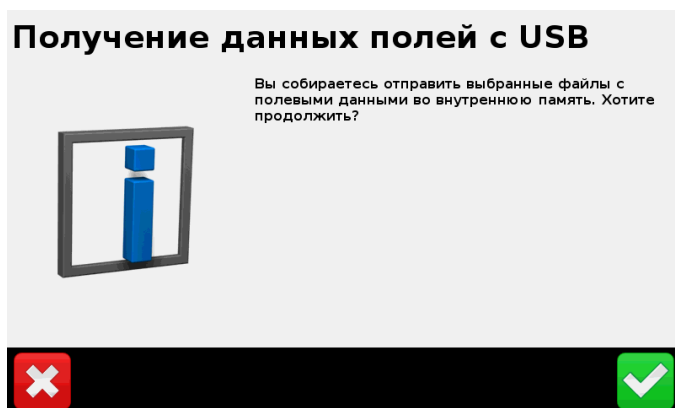 Получение данных полей с USB
Вы собираетесь отправить выбранные файлы с
полевыми данными во внутреннюю память. Хотите
продолжить?